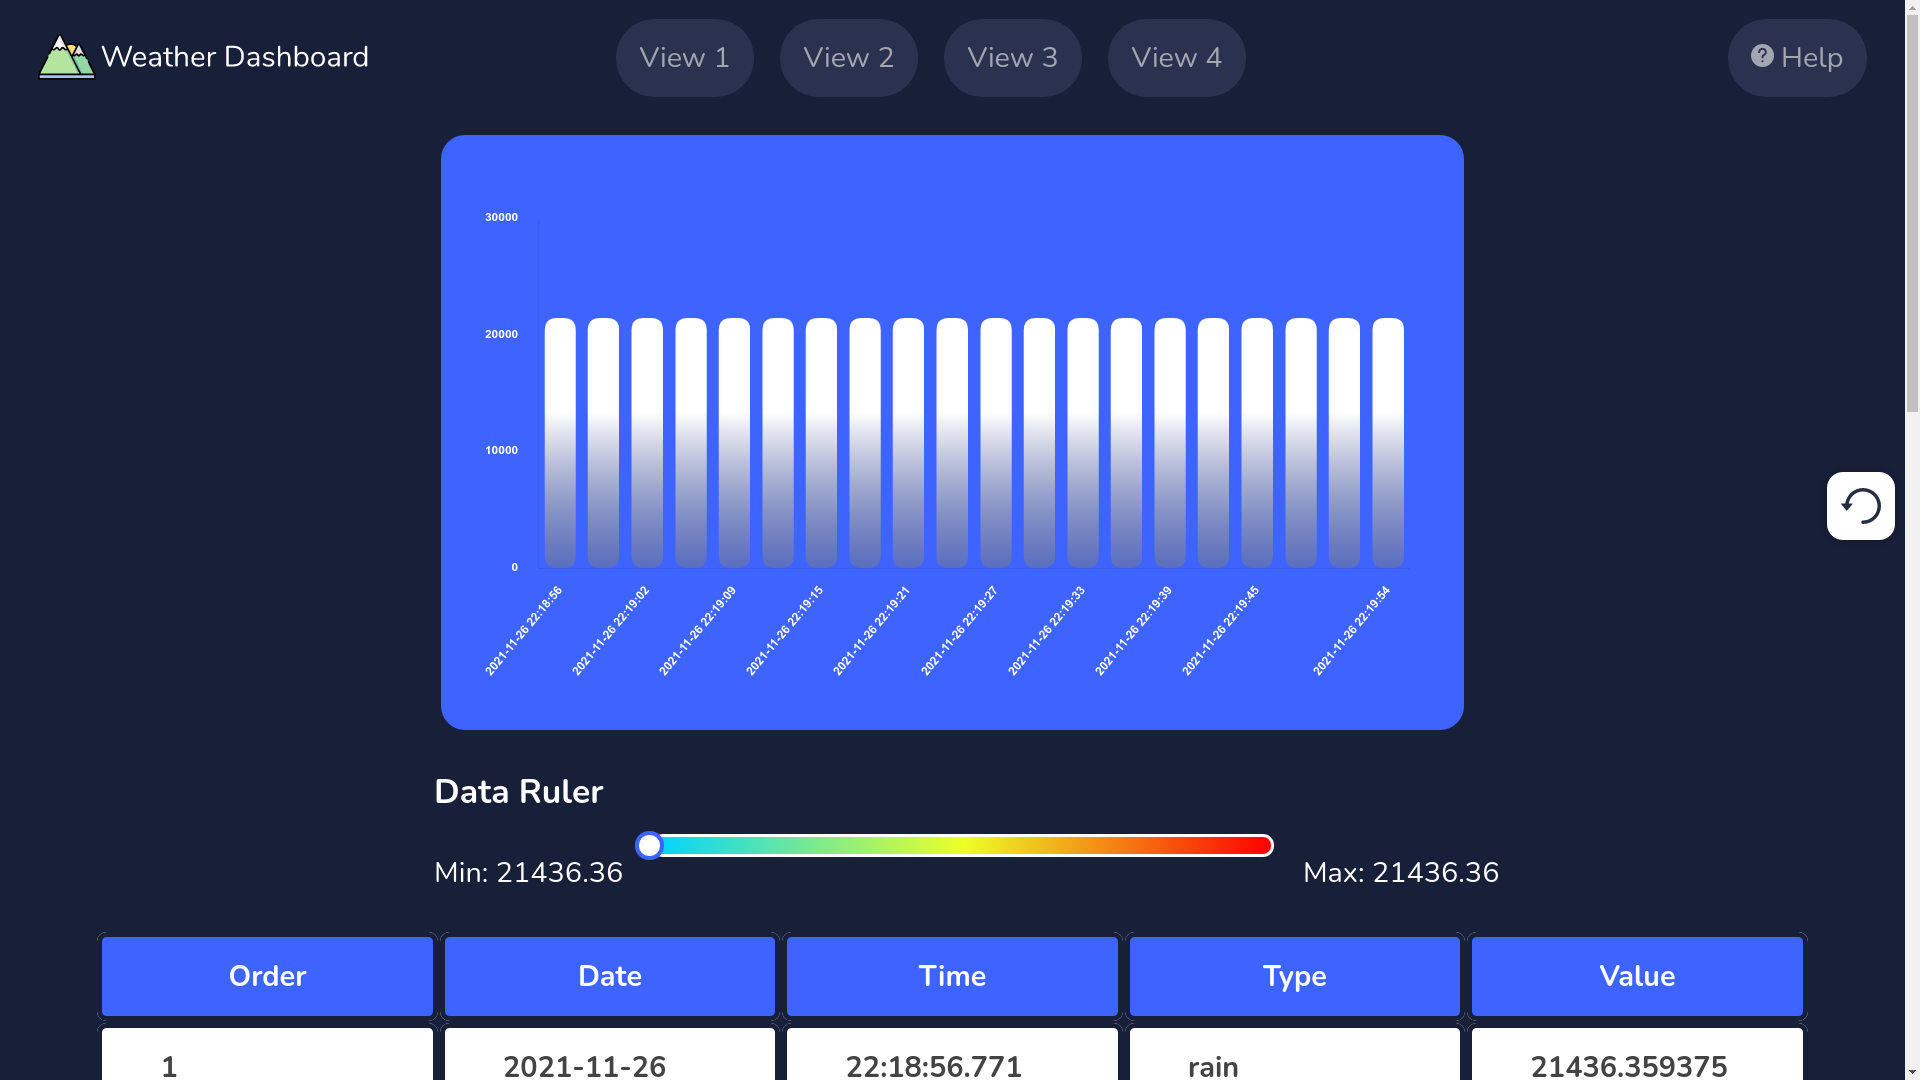 Weather Dashboard
View 1
View 2
View 3
View 4
? Help
30000
20000
10000
0
2021-11-26 22:18:56
2021-11-26 22:19:02
2021-11-26 22:19:09
2021-11-26 22:19:15
2021-11-26 22:19:21
2021-11-26 22:19:27
2021-11-26 22:19:33
2021-11-26 22:19:39
2021-11-26 22:19:45
2021-11-26 22:19:54
Data Ruler
Min: 21436.36
Max: 21436.36
Order
Date
Time
Type
Value
1
2021-11-26
22:18:56.771
rain
21436.359375